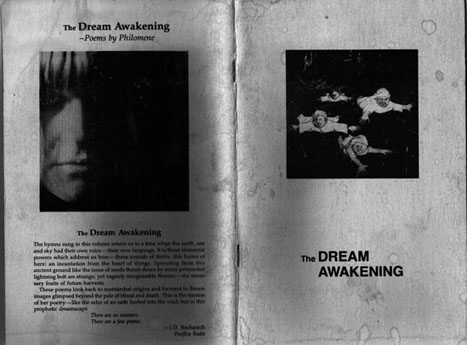 The Dream Awakening
–Poems by Philomene
The Dream Awakening
The hymns sung in this volume return us to a time when the earth, sea
and sky had their own voice—their own language. It is these elemental
powers which address us here—these sounds of theirs, this hymn of
hers: an incantation from the heart of things. Sprouting from this
ancient ground like the issue of seeds thrown down by some primordial
lightning bolt are strange, yet vaguely recognizable flowers—the
sery fruits of future harvests.
These poems look back to matriarchal origins and forward to dream
images glimpsed beyond the pale of blood and death. This is the tension
of her poetry—like the echo of an oath hurled into the void, but in this
prophetic dreamscape
There are no answers,
There are a few poems.
—J.D.
Pacifica Radio
The DREAM
AWAKENING